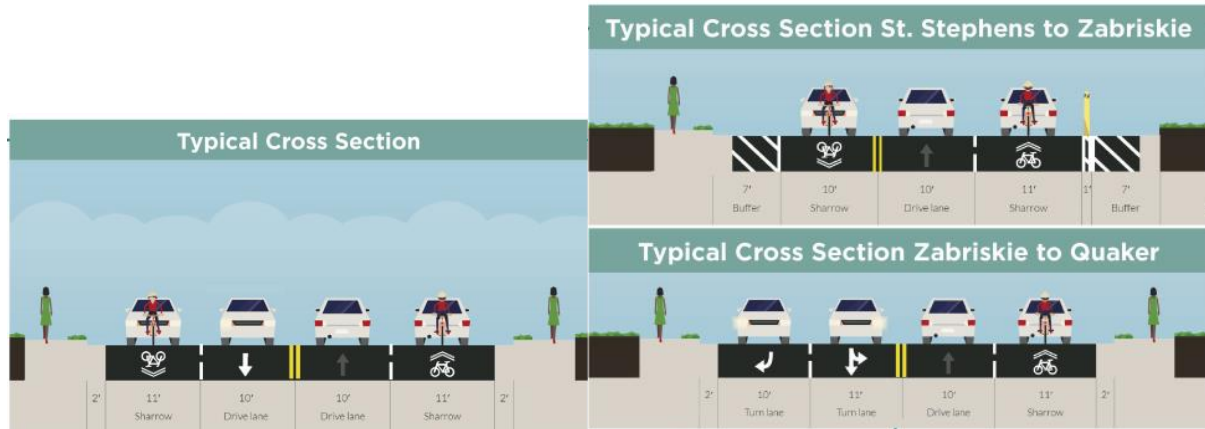 Typical Cross Section
2' 11' 10' 10' 11' 2'
Sharrow Drive lane Drive lane Sharrow
Typical Cross Section St. Stephens to Zabriskie
7' 10' 10' 11' 1' 7'
Buffer Sharrow Drive lane Sharrow Buffer
Typical Cross Section Zabriskie to Quaker
2' 10' 11' 10' 11' 2'
Turn lane Turn lane Drive lane Sharrow